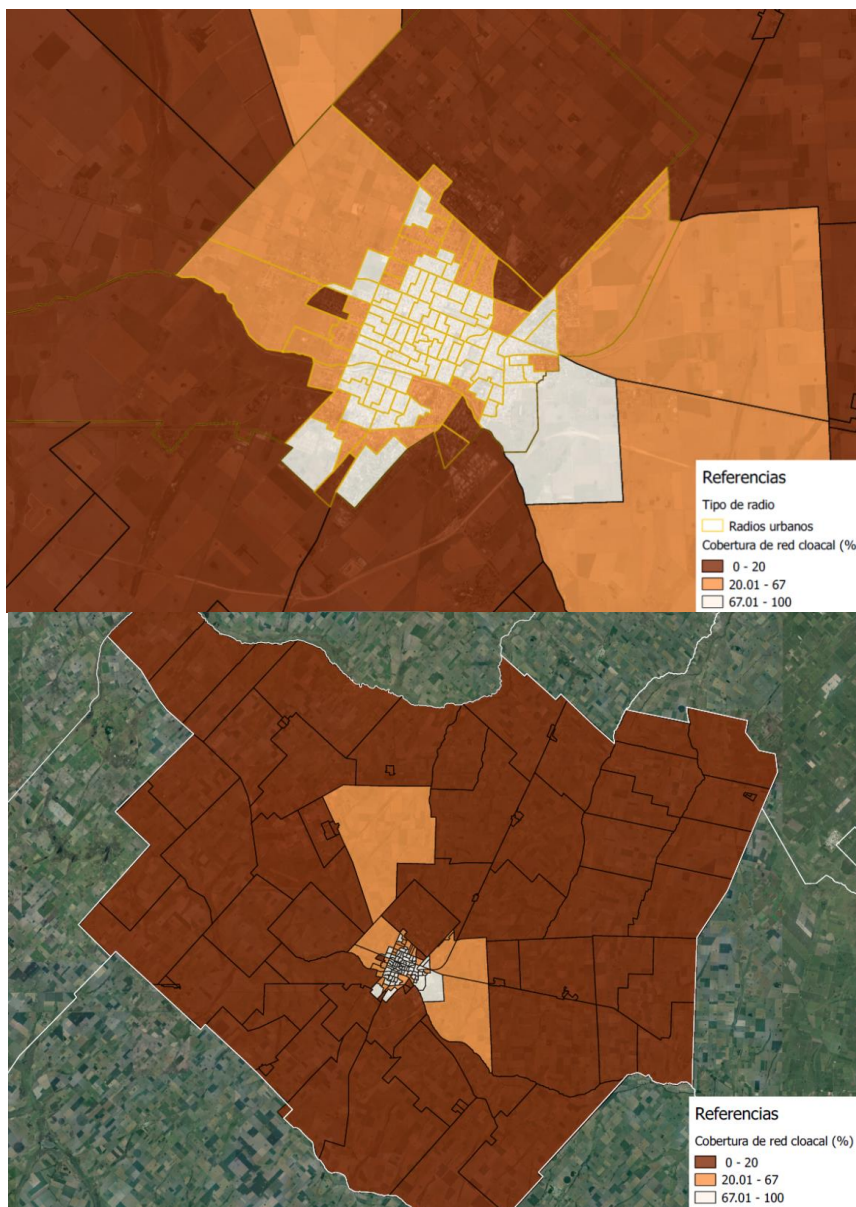 Referencias
Tipo de radio
Radios urbanos
Cobertura de red cloacal (%)
0 - 20
20.01 - 67
67.01 - 100
Referencias
Cobertura de red cloacal (%)
0 - 20
20.01 - 67
67.01 - 100